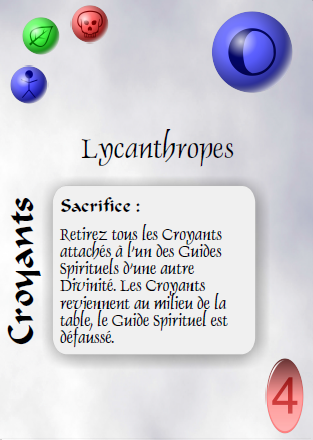 Lycanthropes
Croyants
Sacrifice :
Retirez tous les Croyants
attachés à l'un des Guides
Spirituels d'une autre
Divinité. Les Croyants
reviennent au milieu de la
table, le Guide Spirituel est
défaussé.
4